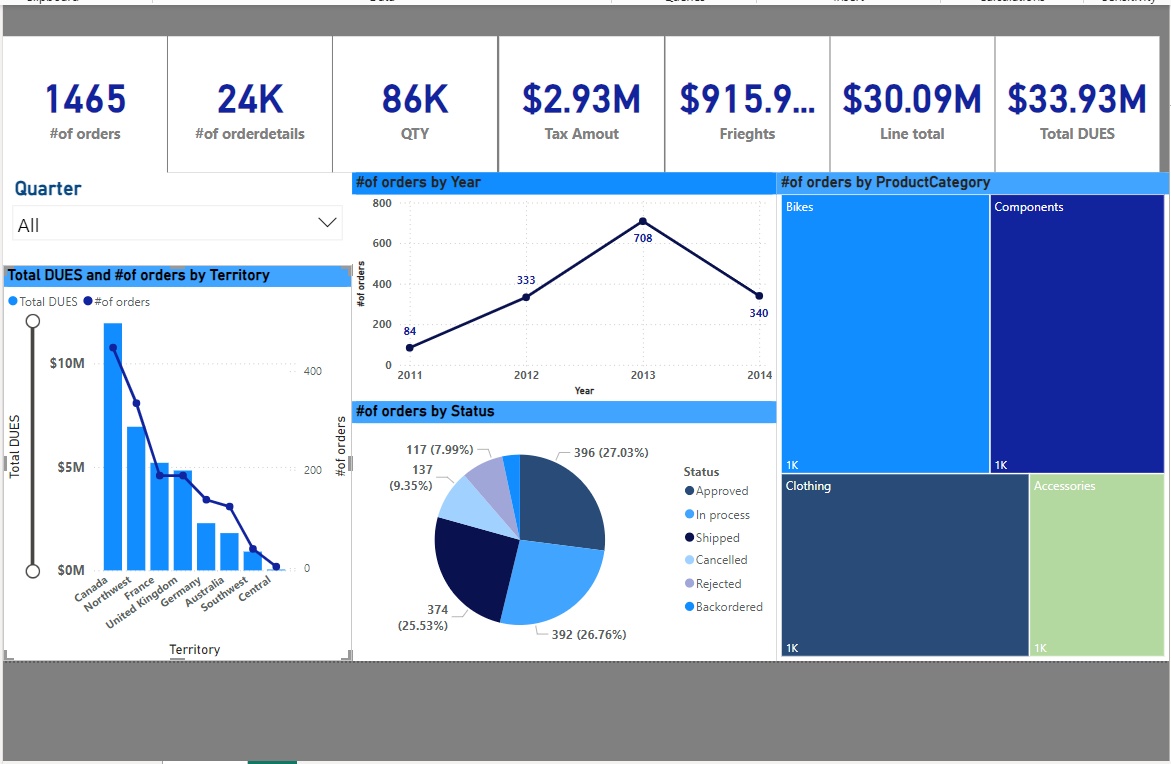 1465
#of orders
24K
#of orderdetails
86K
QTY
$2.93M
Tax Amout
$915.9...
Frieghts
$30.09M
Line total
$33.93M
Total DUES
Quarter
All
Total DUES and #of orders by Territory
Total DUES #of orders
$10M
$5M
$0M
400
200
0
Total DUES
#of orders
Canada
Northwest
France
United Kingdom
Germany
Australia
Southwest
Central
Territory
#of orders by Year
800
600
400
200
0
#of orders
84
333
708
340
2011
2012
2013
2014
Year
#of orders by Status
117 (7.99%)
137
(9.35%)
374
(25.53%)
396 (27.03%)
392 (26.76%)
Status
Approved
In process
Shipped
Cancelled
Rejected
Backordered
#of orders by ProductCategory
Bikes
1K
Components
1K
Clothing
1K
Accessories
1K